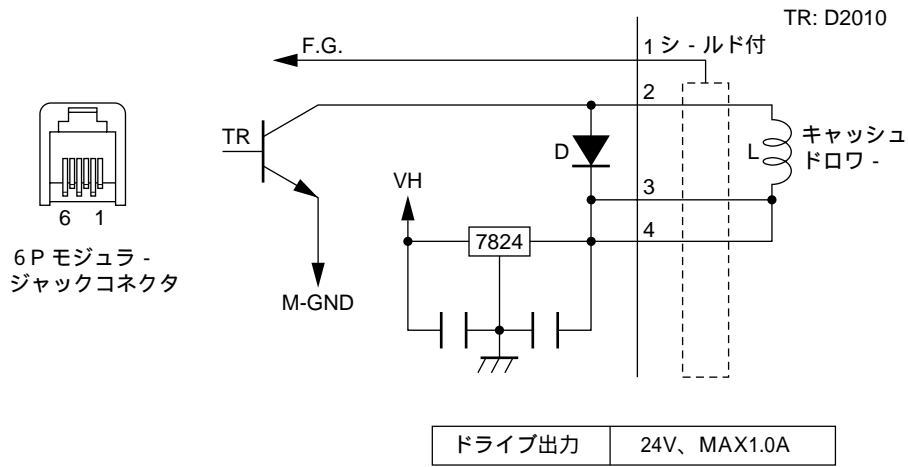 TR: D2010
F.G.
1 シ - ルド付
2
TR
D
L
キャッシュ
ドロワ -
VH
3
7824
4
6 1
6 P モジュラ -
ジャックコネクタ
M-GND
ドライブ出力 24V、MAX1.0A